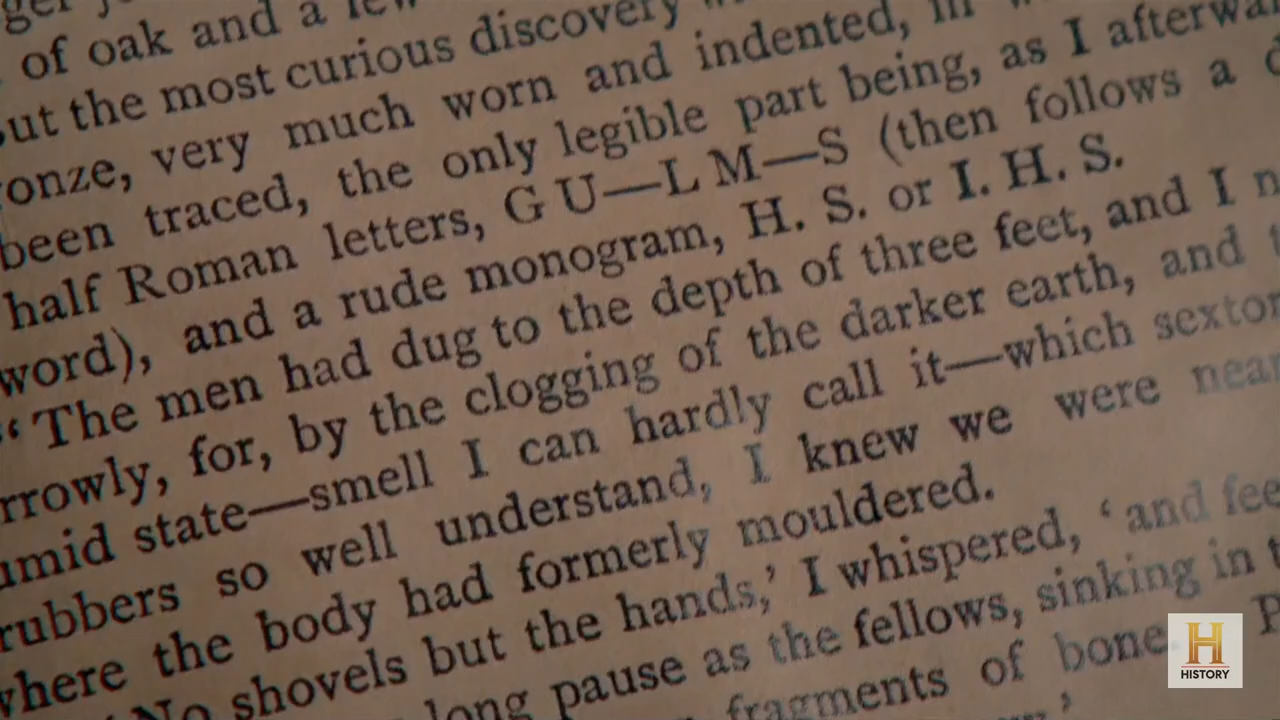 of oak and a few
but the most curious discovery
onze, very much worn and indented, in
been traced, the only legible part being, as I afterwa
half Roman letters, G U—L M—S (then follows a
word), and a rude monogram, H. S. or I. H. S.
“The men had dug to the depth of three feet, and I n
rrowly, for, by the clogging of the darker earth, and t
umid state—smell I can hardly call it—which sexton
rubbers so well understand, I knew we were near
where the body had formerly mouldered.
‘No shovels but the hands,’ I whispered, ‘and fee
long pause as the fellows, sinking in t
fragments of bone.
H
HISTORY